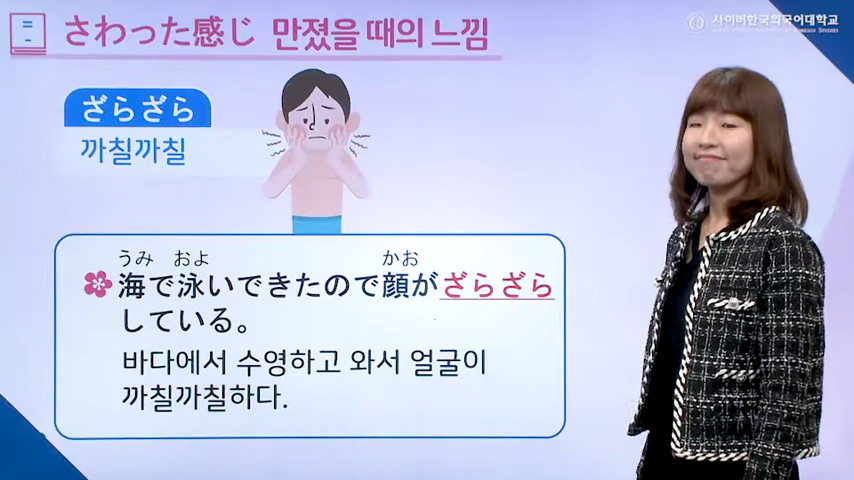 さわった感じ 만졌을 때의 느낌
사이버한국외국어대학교
ざらざら
까칠까칠
うみ およ かお
海で泳いできたので顔がざらざら
している。
바다에서 수영하고 와서 얼굴이
까칠까칠하다.